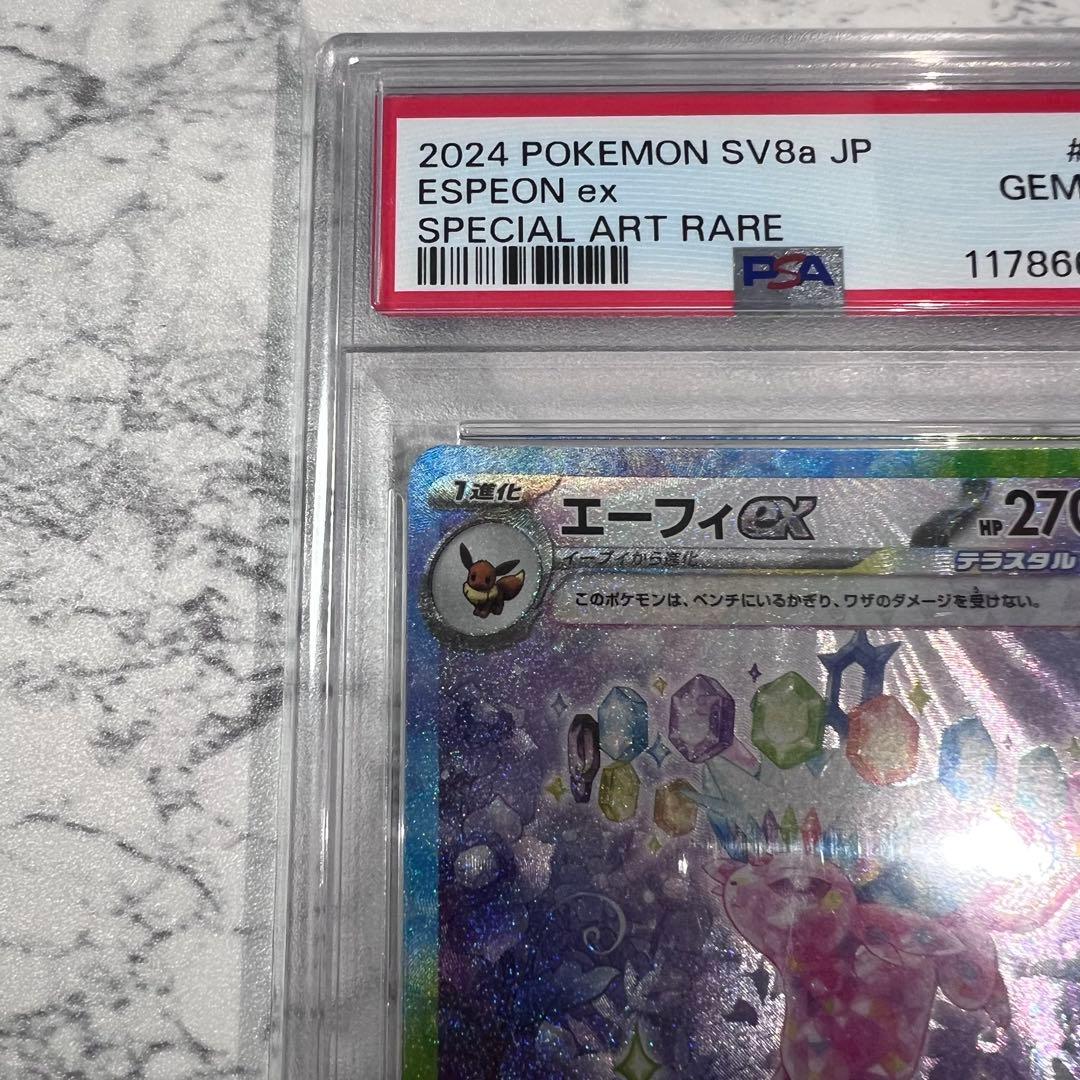 2024 POKEMON SV8a JP #
ESPEON ex GEM
SPECIAL ART RARE
PSA 11786
1進化
エーフィex HP 270
イーブイから進化 テラスタル
このポケモンは、ベンチにいるかぎり、ワザのダメージを受けない。